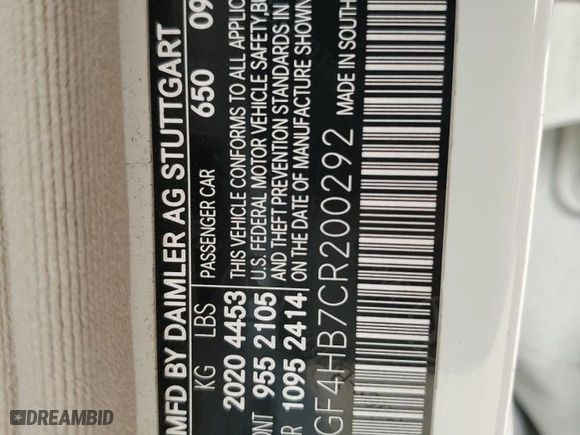 MFD BY DAIMLER AG STUTTGART
KG LBS PASSENGER CAR 650 09
2020 4453 THIS VEHICLE CONFORMS TO ALL APPLIC
955 2105 U.S. FEDERAL MOTOR VEHICLE SAFETY, BU
1095 2414 AND THEFT PREVENTION STANDARDS IN
ON THE DATE OF MANUFACTURE SHOWN
GF4HB7CR200292 MADE IN SOUTH
DREAMBID